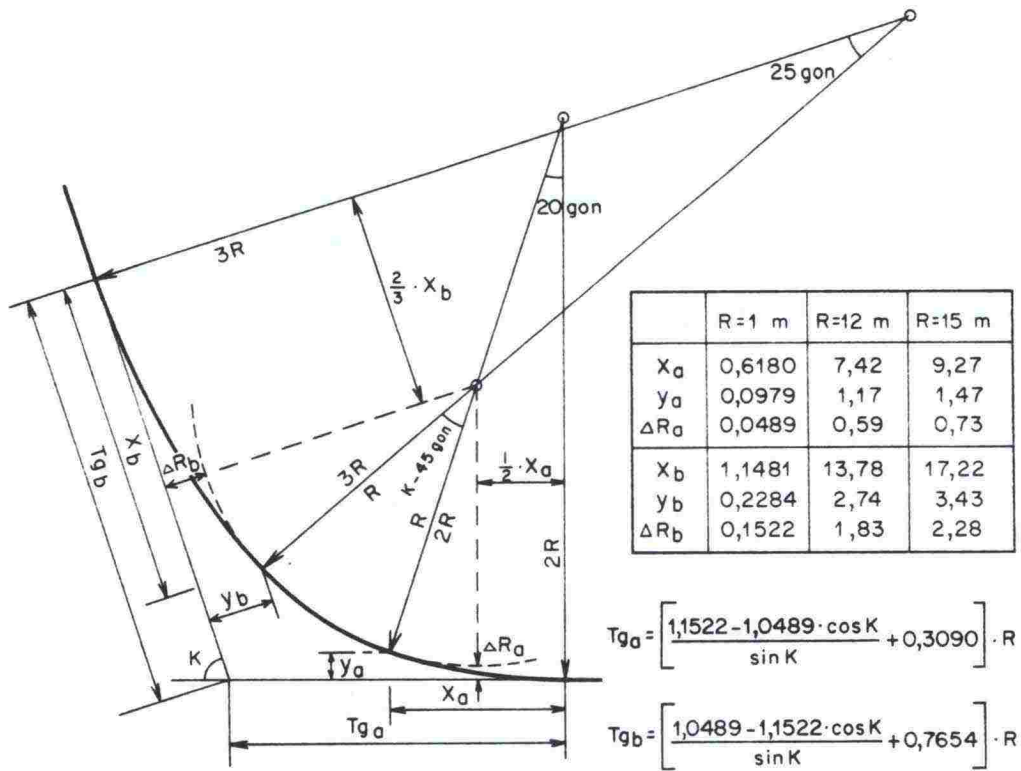 25 gon
20 gon
3R
2/3 · Xb
Tgb
Xb
ΔRb
3R
R
K-45 gon
R
2R
1/2 · Xa
2R
yb
K
ya
ΔRa
Xa
Tga
R=1 m R=12 m R=15 m
Xa 0,6180 7,42 9,27
ya 0,0979 1,17 1,47
ΔRa 0,0489 0,59 0,73
Xb 1,1481 13,78 17,22
yb 0,2284 2,74 3,43
ΔRb 0,1522 1,83 2,28
Tga = [(1,1522-1,0489·cosK)/sinK + 0,3090] · R
Tgb = [(1,0489-1,1522·cosK)/sinK + 0,7654] · R